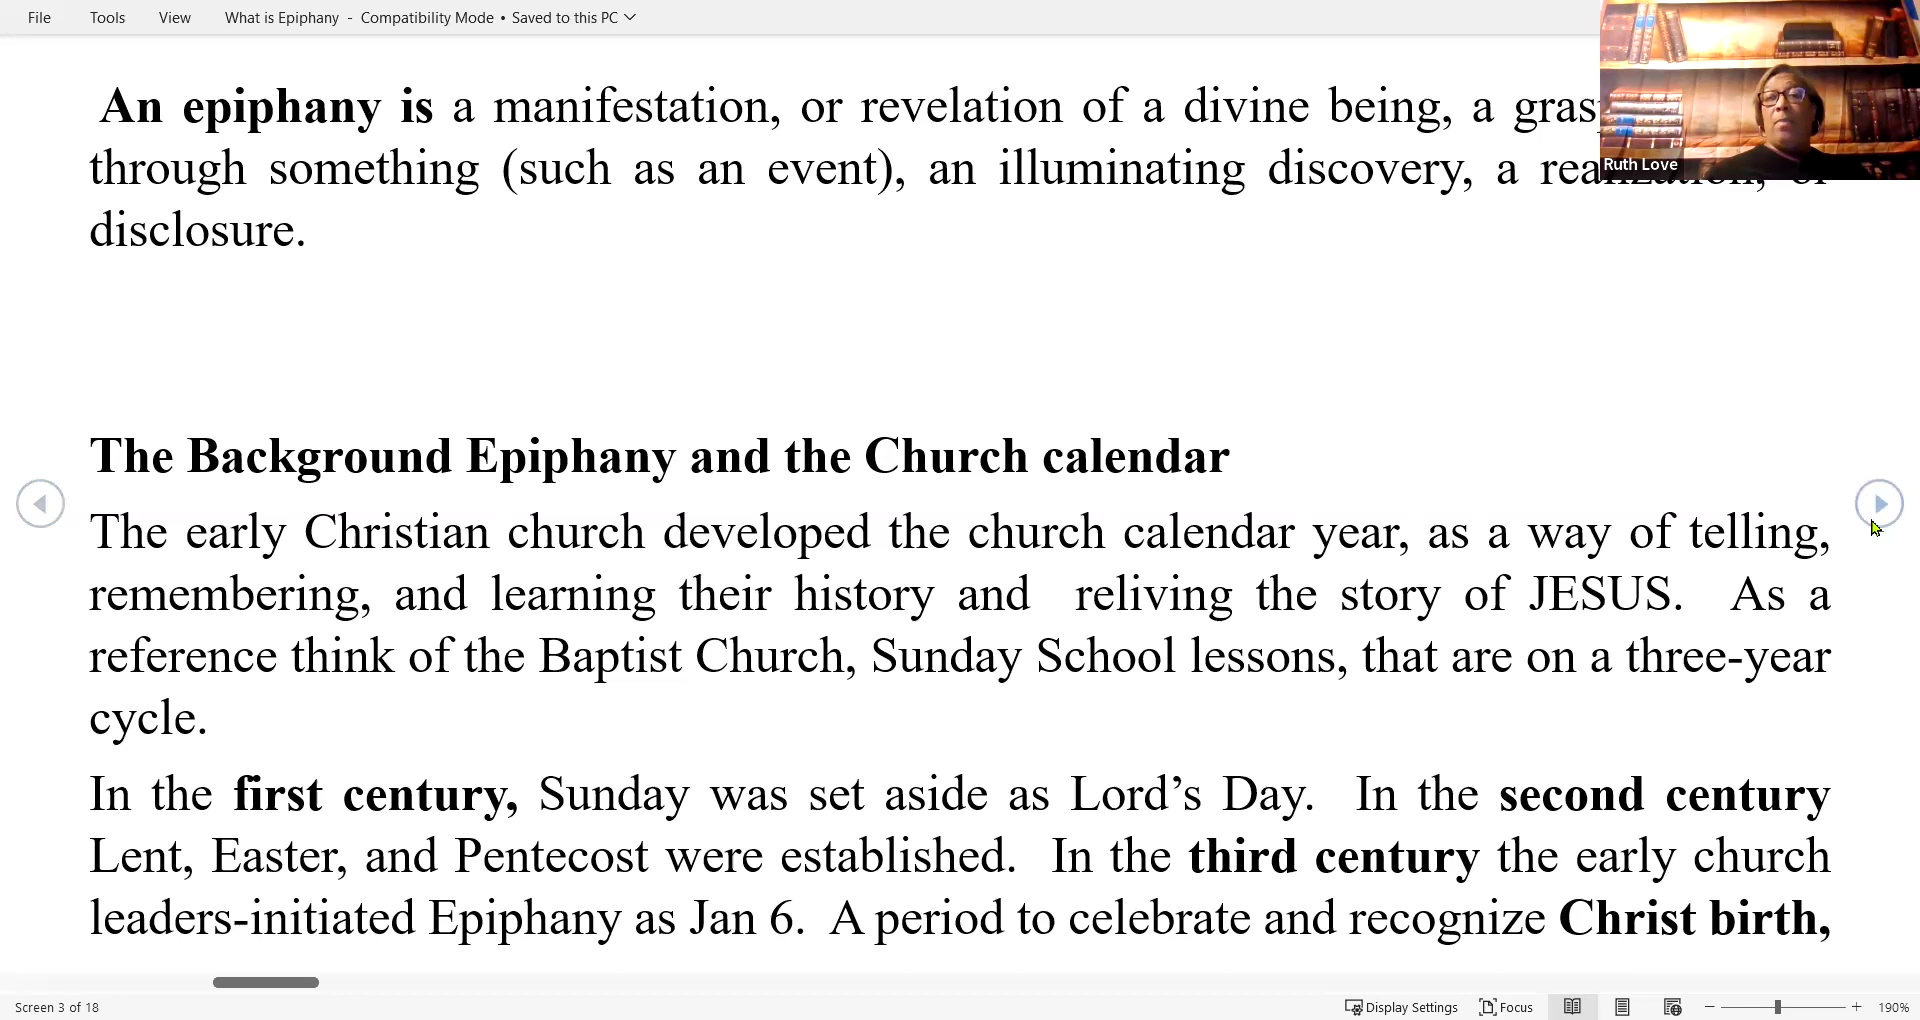 File Tools View What is Epiphany - Compatibility Mode • Saved to this PC
An epiphany is a manifestation, or revelation of a divine being, a
through something (such as an event), an illuminating discovery, a realization, or
disclosure.
Ruth Love
The Background Epiphany and the Church calendar
The early Christian church developed the church calendar year, as a way of telling,
remembering, and learning their history and reliving the story of JESUS. As a
reference think of the Baptist Church, Sunday School lessons, that are on a three-year
cycle.
In the first century, Sunday was set aside as Lord’s Day. In the second century
Lent, Easter, and Pentecost were established. In the third century the early church
leaders-initiated Epiphany as Jan 6. A period to celebrate and recognize Christ birth,
Screen 3 of 18 Display Settings Focus 190%